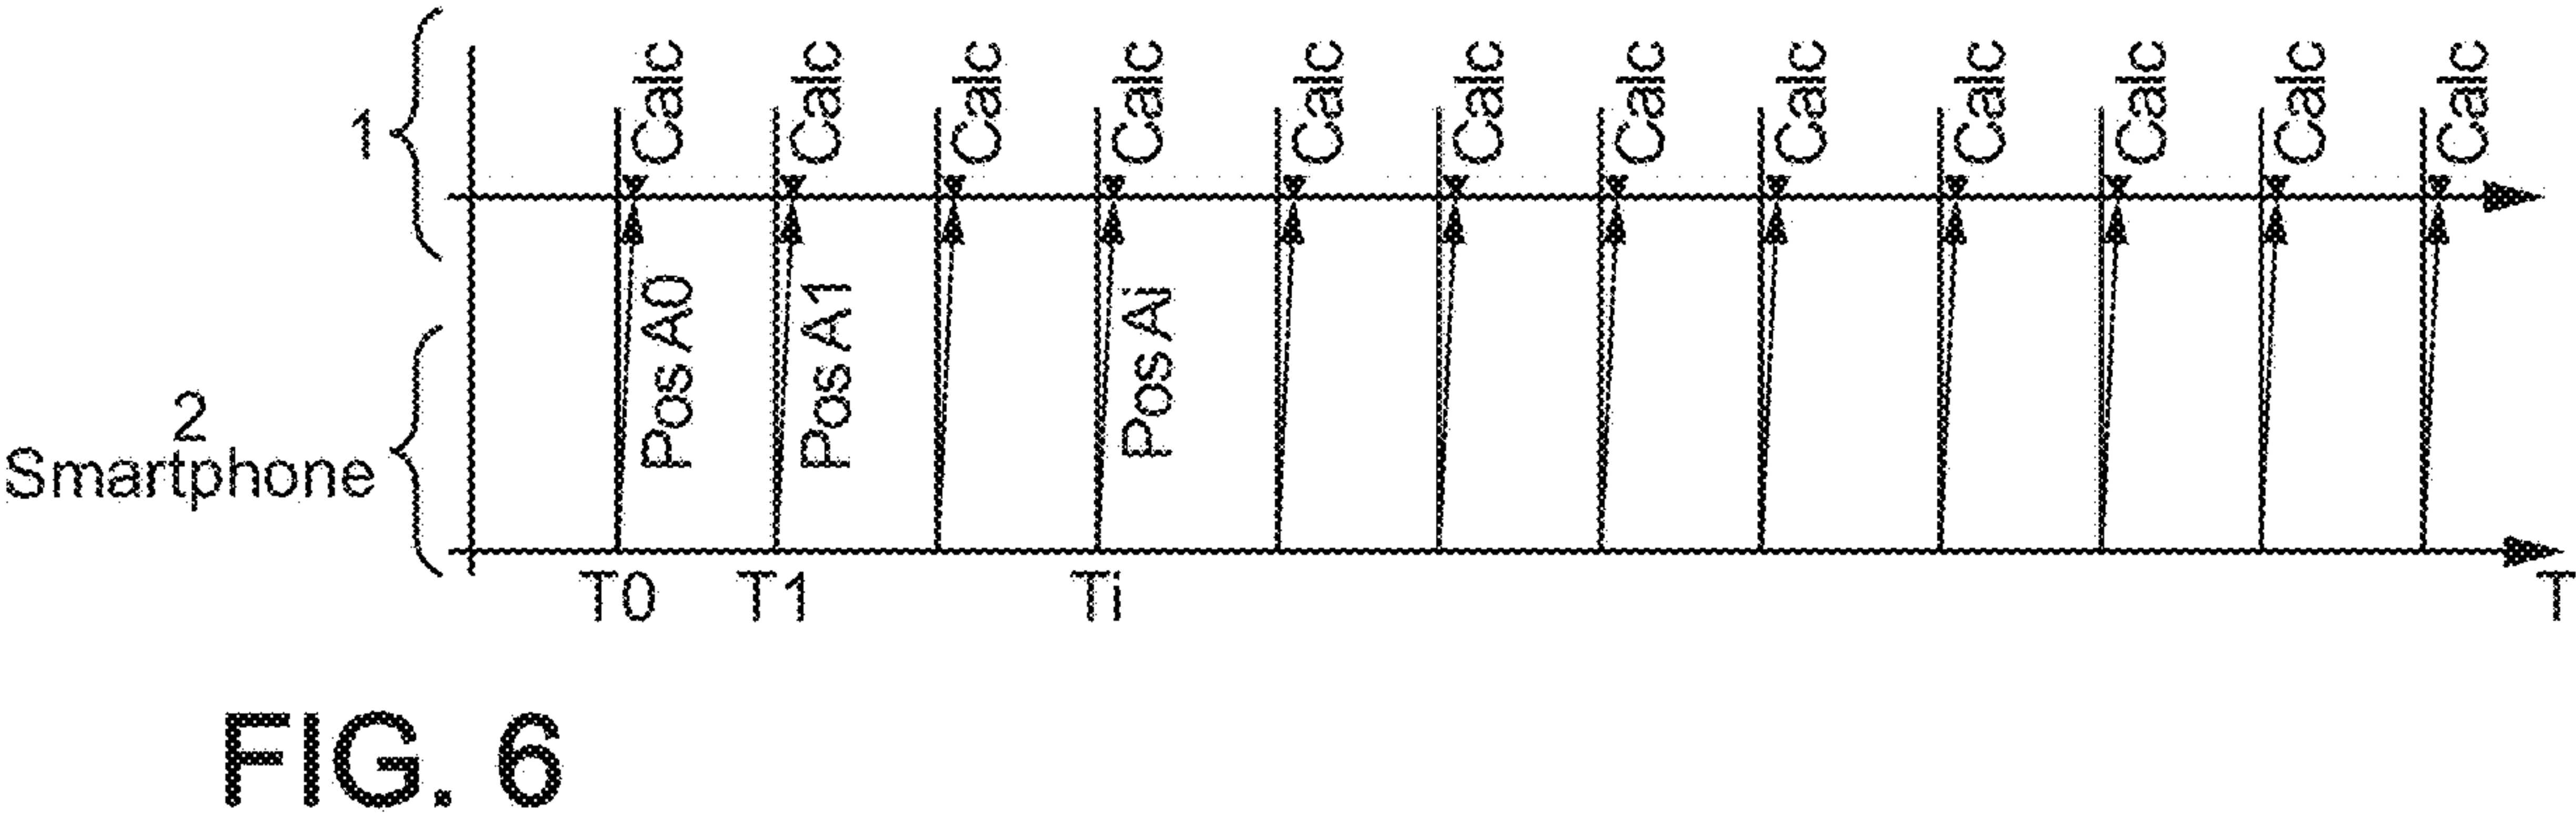 Calc Calc Calc Calc Calc Calc Calc Calc Calc Calc Calc Calc
1
Pos A0 Pos A1 Pos Ai
2
Smartphone
T0 T1 Ti T
FIG. 6